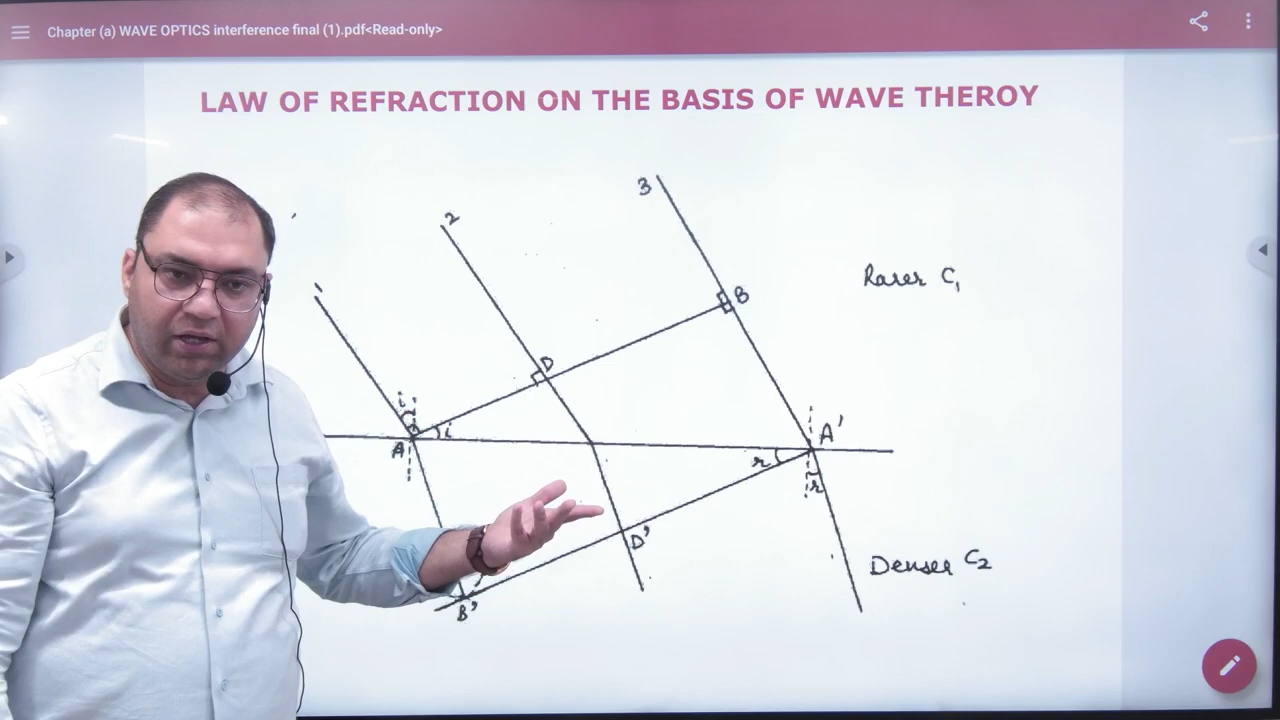 Chapter (a) WAVE OPTICS interference final (1).pdf<Read-only>
LAW OF REFRACTION ON THE BASIS OF WAVE THEROY
3
2
1
B
Rarer C₁
D
i
A
i
A'
r
r
D'
Denser C₂
B'